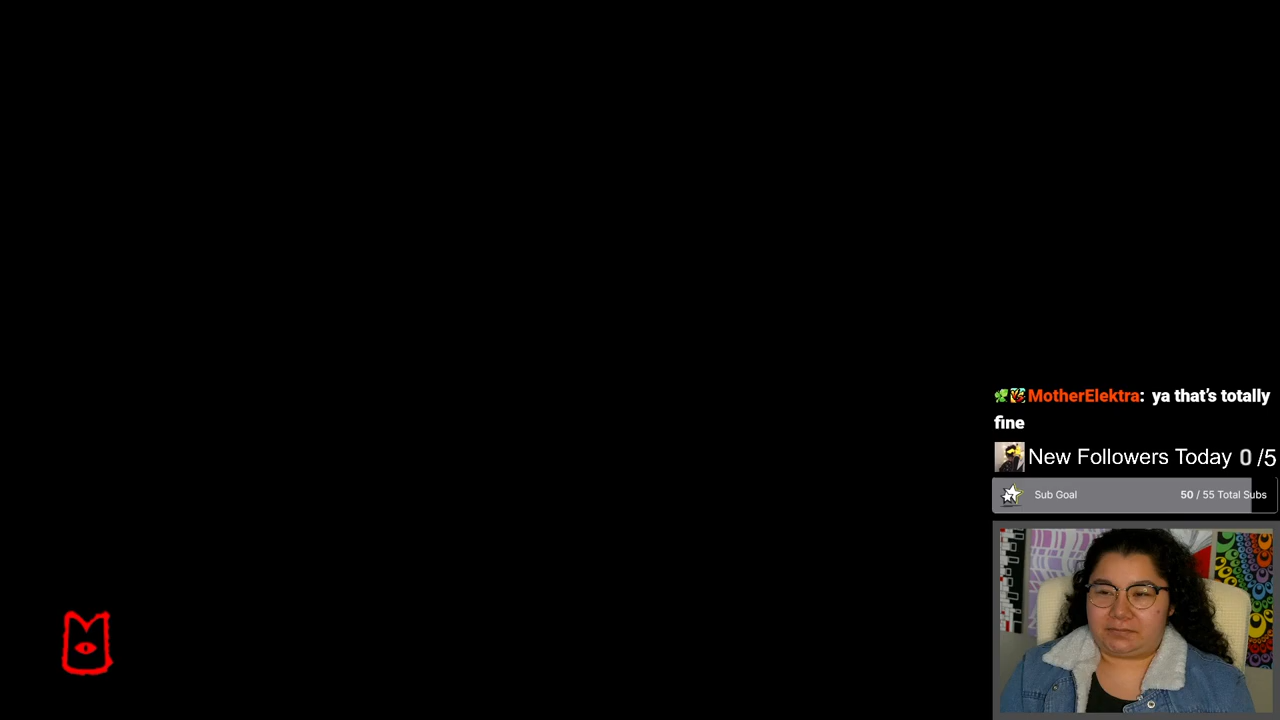 MotherElektra: ya that's totally
fine
New Followers Today 0 /5
Sub Goal 50 / 55 Total Subs